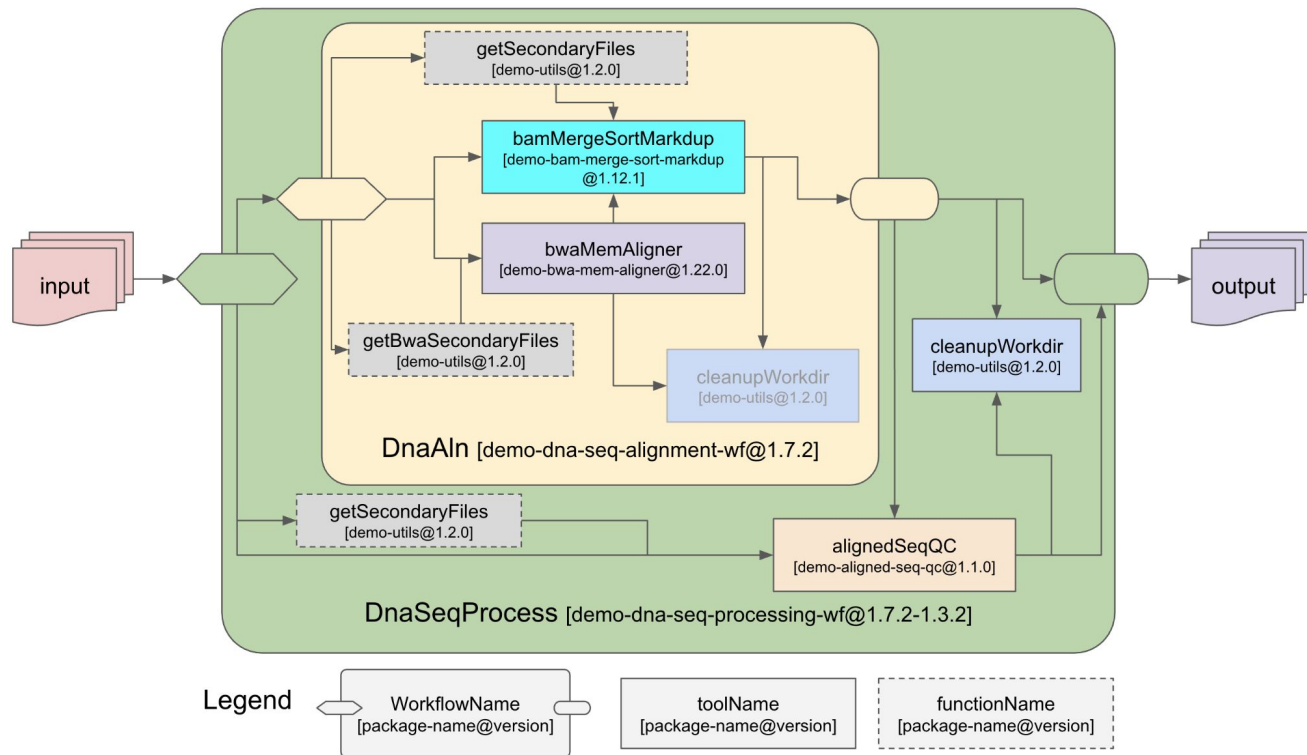 getSecondaryFiles
[demo-utils@1.2.0]
bamMergeSortMarkdup
[demo-bam-merge-sort-markdup
@1.12.1]
input
bwaMemAligner
[demo-bwa-mem-aligner@1.22.0]
output
getBwaSecondaryFiles
[demo-utils@1.2.0]
cleanupWorkdir
[demo-utils@1.2.0]
cleanupWorkdir
[demo-utils@1.2.0]
DnaAln [demo-dna-seq-alignment-wf@1.7.2]
getSecondaryFiles
[demo-utils@1.2.0]
alignedSeqQC
[demo-aligned-seq-qc@1.1.0]
DnaSeqProcess [demo-dna-seq-processing-wf@1.7.2-1.3.2]
Legend
WorkflowName
[package-name@version]
toolName
[package-name@version]
functionName
[package-name@version]